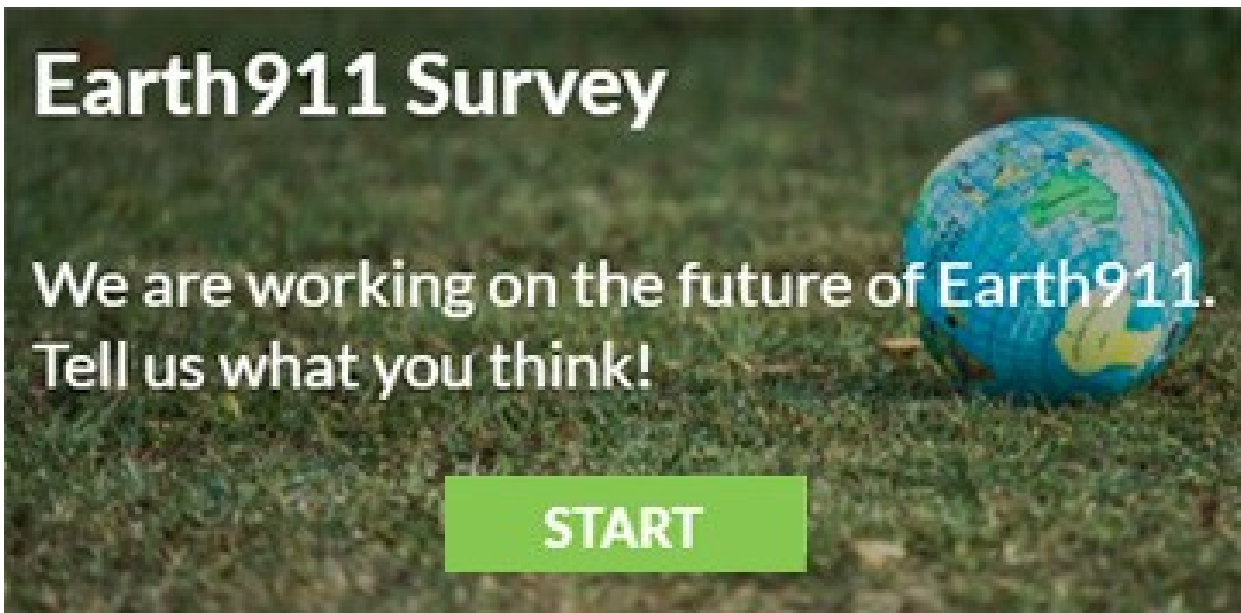 Earth911 Survey
We are working on the future of Earth911.
Tell us what you think!
START